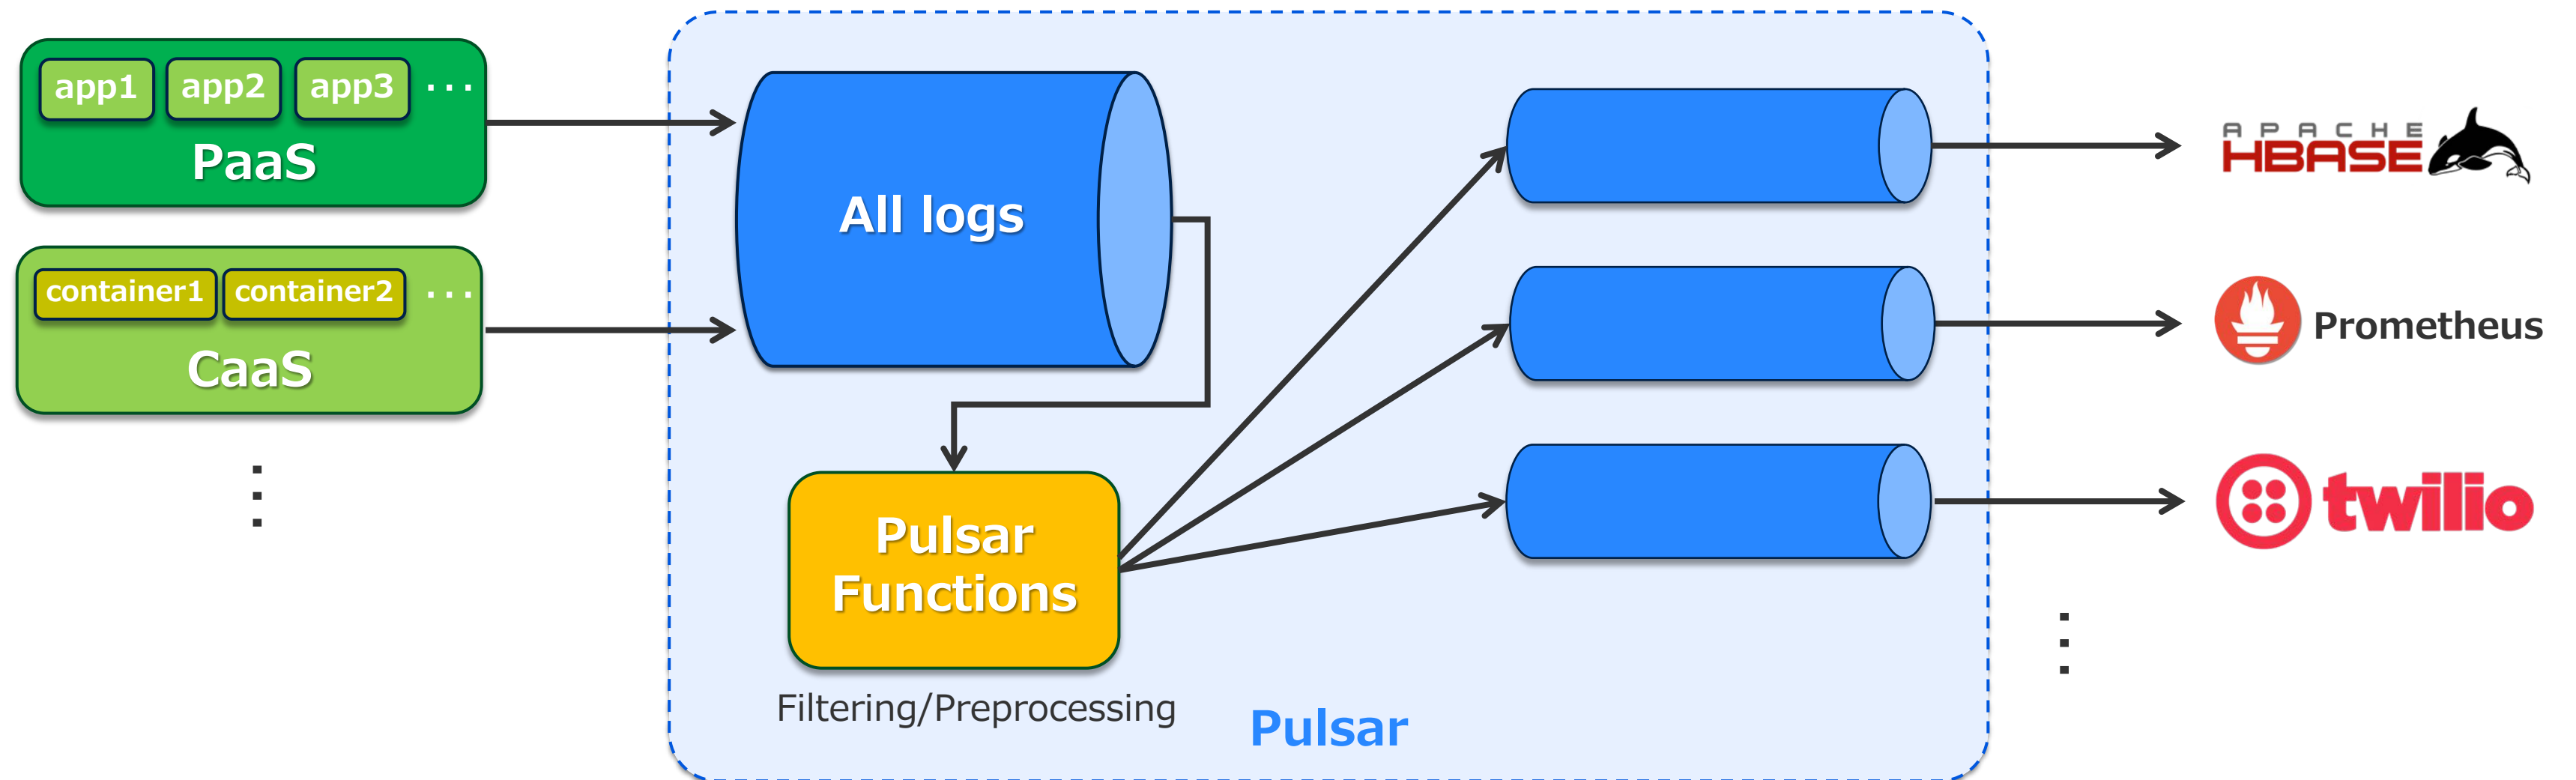 app1 app2 app3 ...
PaaS
container1 container2 ...
CaaS
All logs
Pulsar
Functions
Filtering/Preprocessing
Pulsar
APACHE
HBASE
Prometheus
twilio